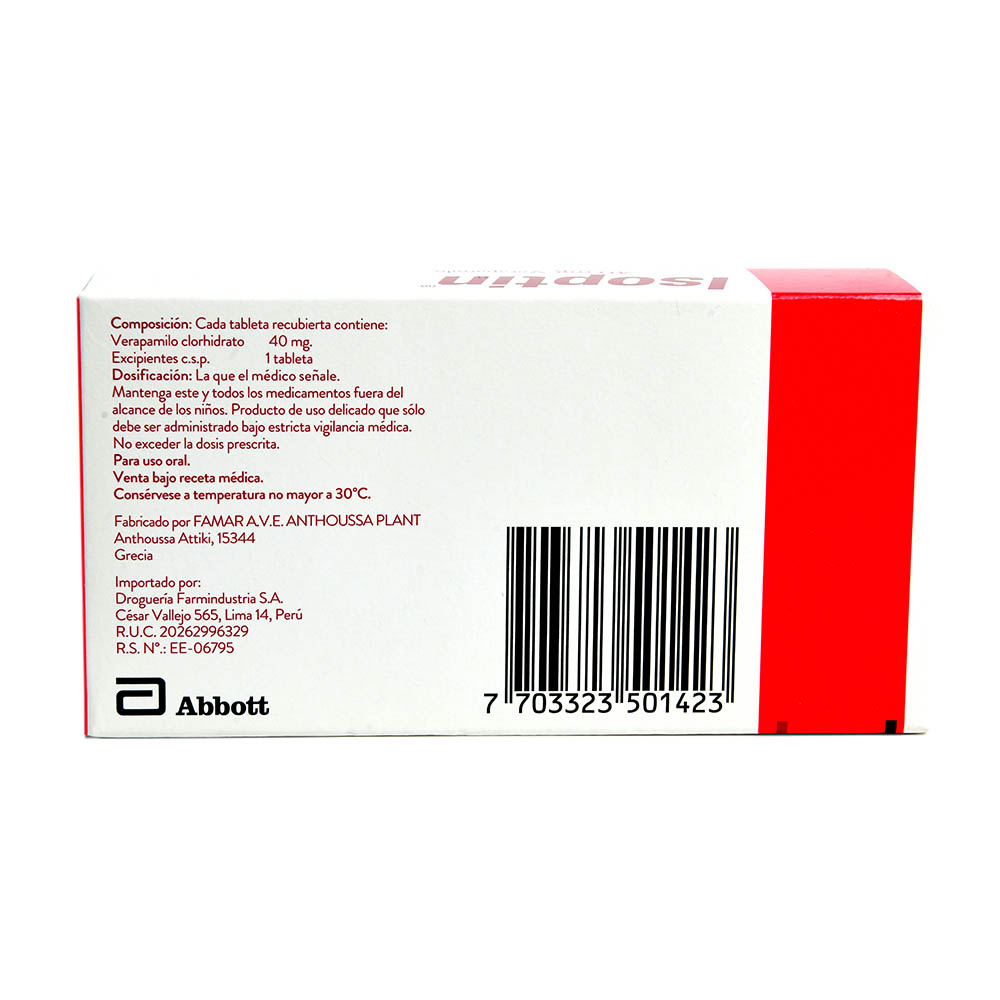 Isoptin
Composición: Cada tableta recubierta contiene:
Verapamilo clorhidrato 40 mg.
Excipientes c.s.p. 1 tableta
Dosificación: La que el médico señale.
Mantenga este y todos los medicamentos fuera del
alcance de los niños. Producto de uso delicado que sólo
debe ser administrado bajo estricta vigilancia médica.
No exceder la dosis prescrita.
Para uso oral.
Venta bajo receta médica.
Consérvese a temperatura no mayor a 30°C.
Fabricado por FAMAR A.V.E. ANTHOUSSA PLANT
Anthoussa Attiki, 15344
Grecia
Importado por:
Droguería Farmindustria S.A.
César Vallejo 565, Lima 14, Perú
R.U.C. 20262996329
R.S. N°.: EE-06795
Abbott
7 703323 501423